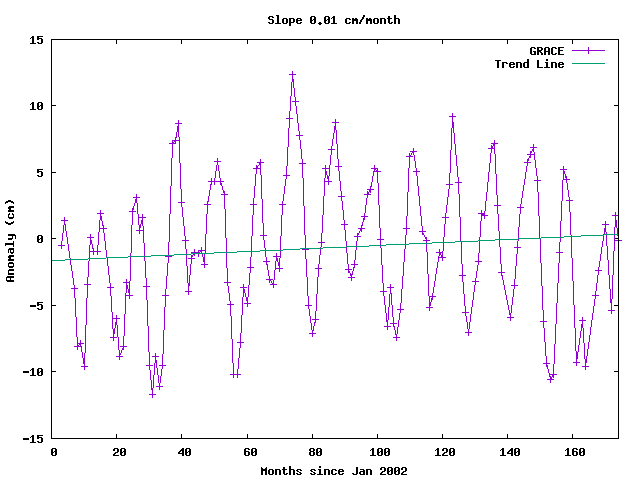 Slope 0.01 cm/month
GRACE
Trend Line
15
10
5
0
-5
-10
-15
Anomaly (cm)
0 20 40 60 80 100 120 140 160
Months since Jan 2002